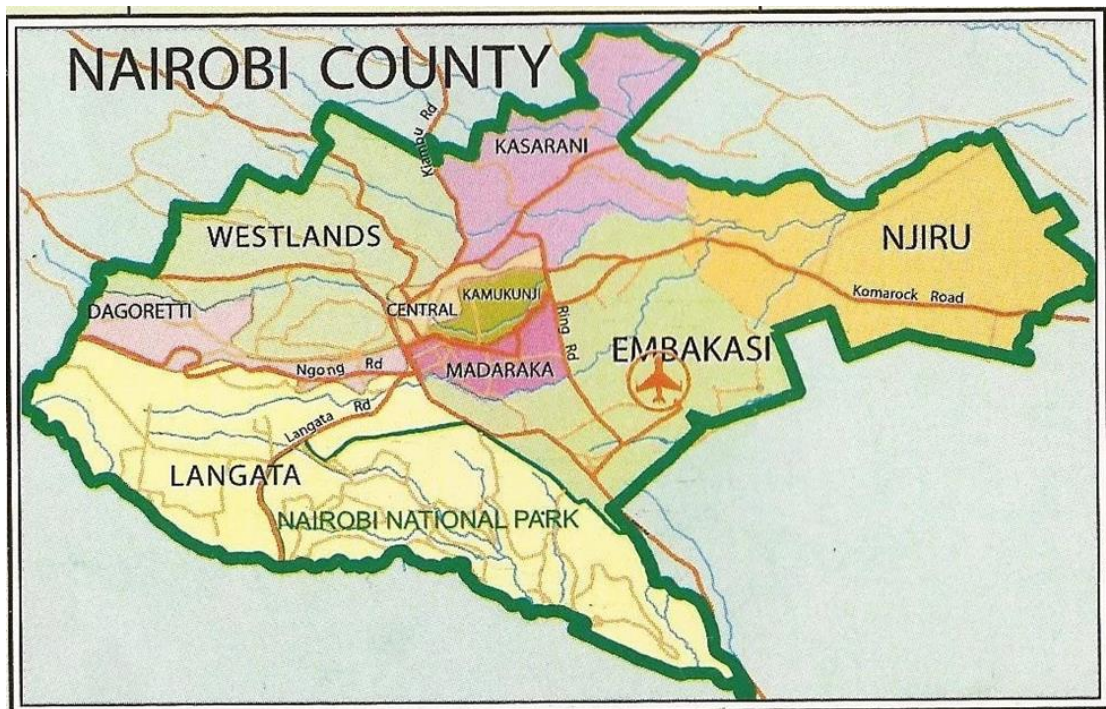 NAIROBI COUNTY
Kiambu Rd
KASARANI
WESTLANDS
NJIRU
DAGORETTI
CENTRAL
KAMUKUNJI
Komarock Road
Ring Rd
EMBAKASI
Ngong Rd
MADARAKA
Langata Rd
LANGATA
NAIROBI NATIONAL PARK